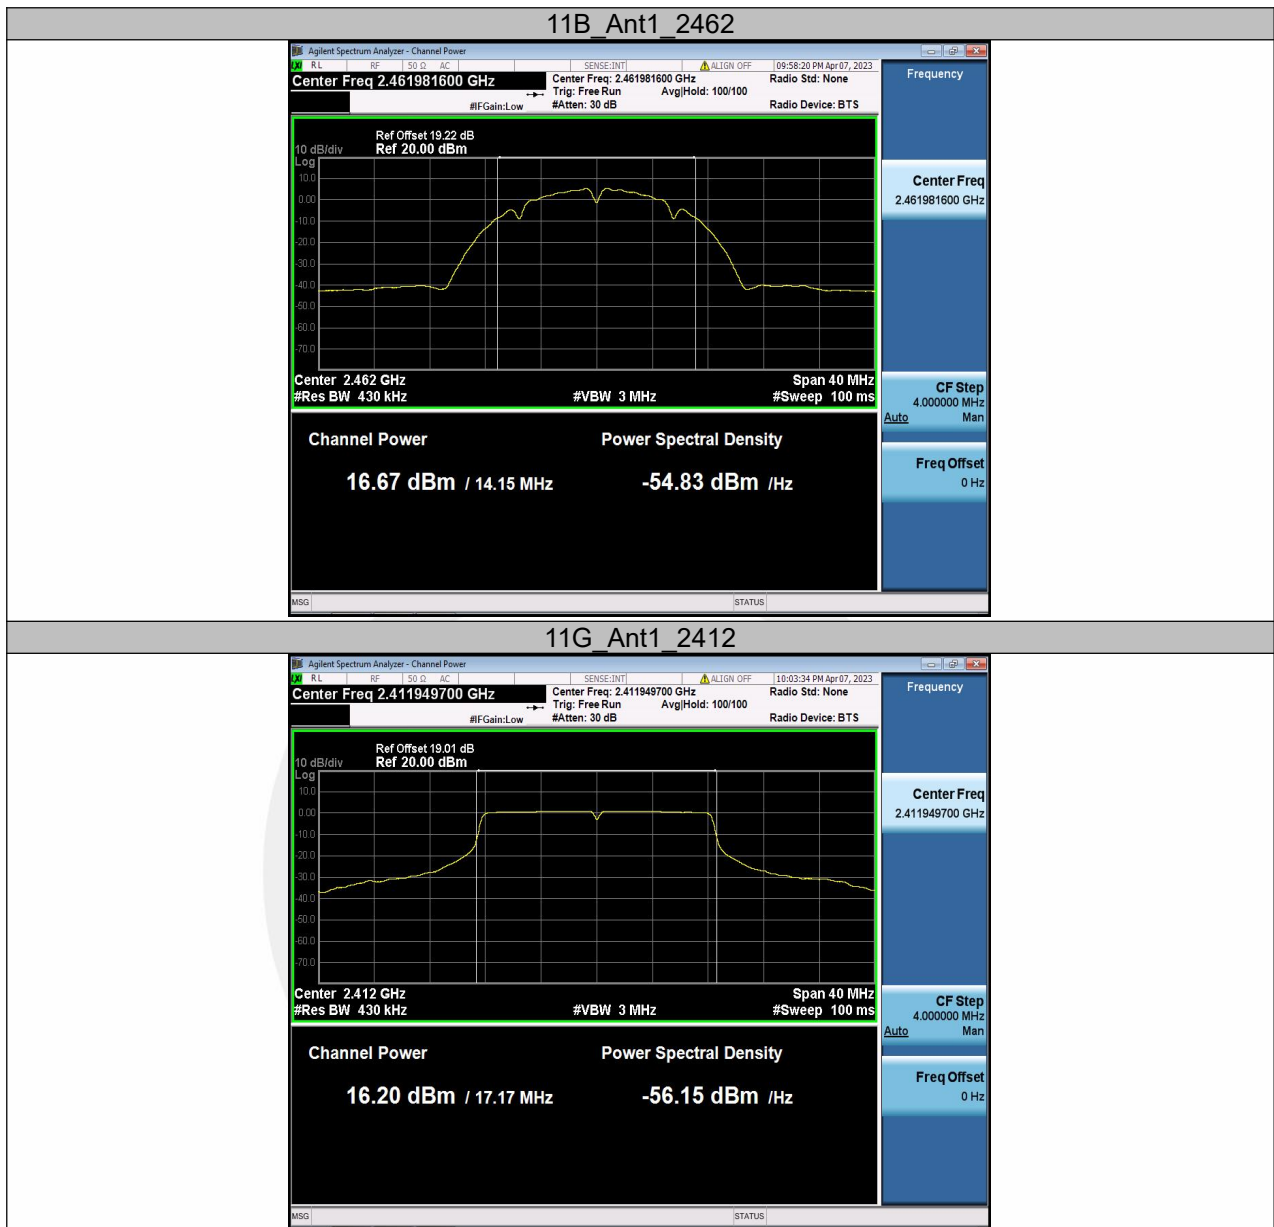 11B_Ant1_2462
Agilent Spectrum Analyzer - Channel Power
LXI RL RF 50 Ω AC SENSE:INT ALIGN OFF 09:58:20 PM Apr 07, 2023
Center Freq 2.461981600 GHz
Center Freq: 2.461981600 GHz
Radio Std: None
Trig: Free Run Avg|Hold: 100/100
#IFGain:Low #Atten: 30 dB Radio Device: BTS
Frequency
Ref Offset 19.22 dB
10 dB/div Ref 20.00 dBm
Log
10.0
0.00
-10.0
-20.0
-30.0
-40.0
-50.0
-60.0
-70.0
Center 2.462 GHz Span 40 MHz
#Res BW 430 kHz #VBW 3 MHz #Sweep 100 ms
Center Freq
2.461981600 GHz
CF Step
4.000000 MHz
Auto Man
Freq Offset
0 Hz
Channel Power Power Spectral Density
16.67 dBm / 14.15 MHz -54.83 dBm /Hz
MSG STATUS
11G_Ant1_2412
Agilent Spectrum Analyzer - Channel Power
LXI RL RF 50 Ω AC SENSE:INT ALIGN OFF 10:03:34 PM Apr 07, 2023
Center Freq 2.411949700 GHz
Center Freq: 2.411949700 GHz
Radio Std: None
Trig: Free Run Avg|Hold: 100/100
#IFGain:Low #Atten: 30 dB Radio Device: BTS
Frequency
Ref Offset 19.01 dB
10 dB/div Ref 20.00 dBm
Log
10.0
0.00
-10.0
-20.0
-30.0
-40.0
-50.0
-60.0
-70.0
Center 2.412 GHz Span 40 MHz
#Res BW 430 kHz #VBW 3 MHz #Sweep 100 ms
Center Freq
2.411949700 GHz
CF Step
4.000000 MHz
Auto Man
Freq Offset
0 Hz
Channel Power Power Spectral Density
16.20 dBm / 17.17 MHz -56.15 dBm /Hz
MSG STATUS